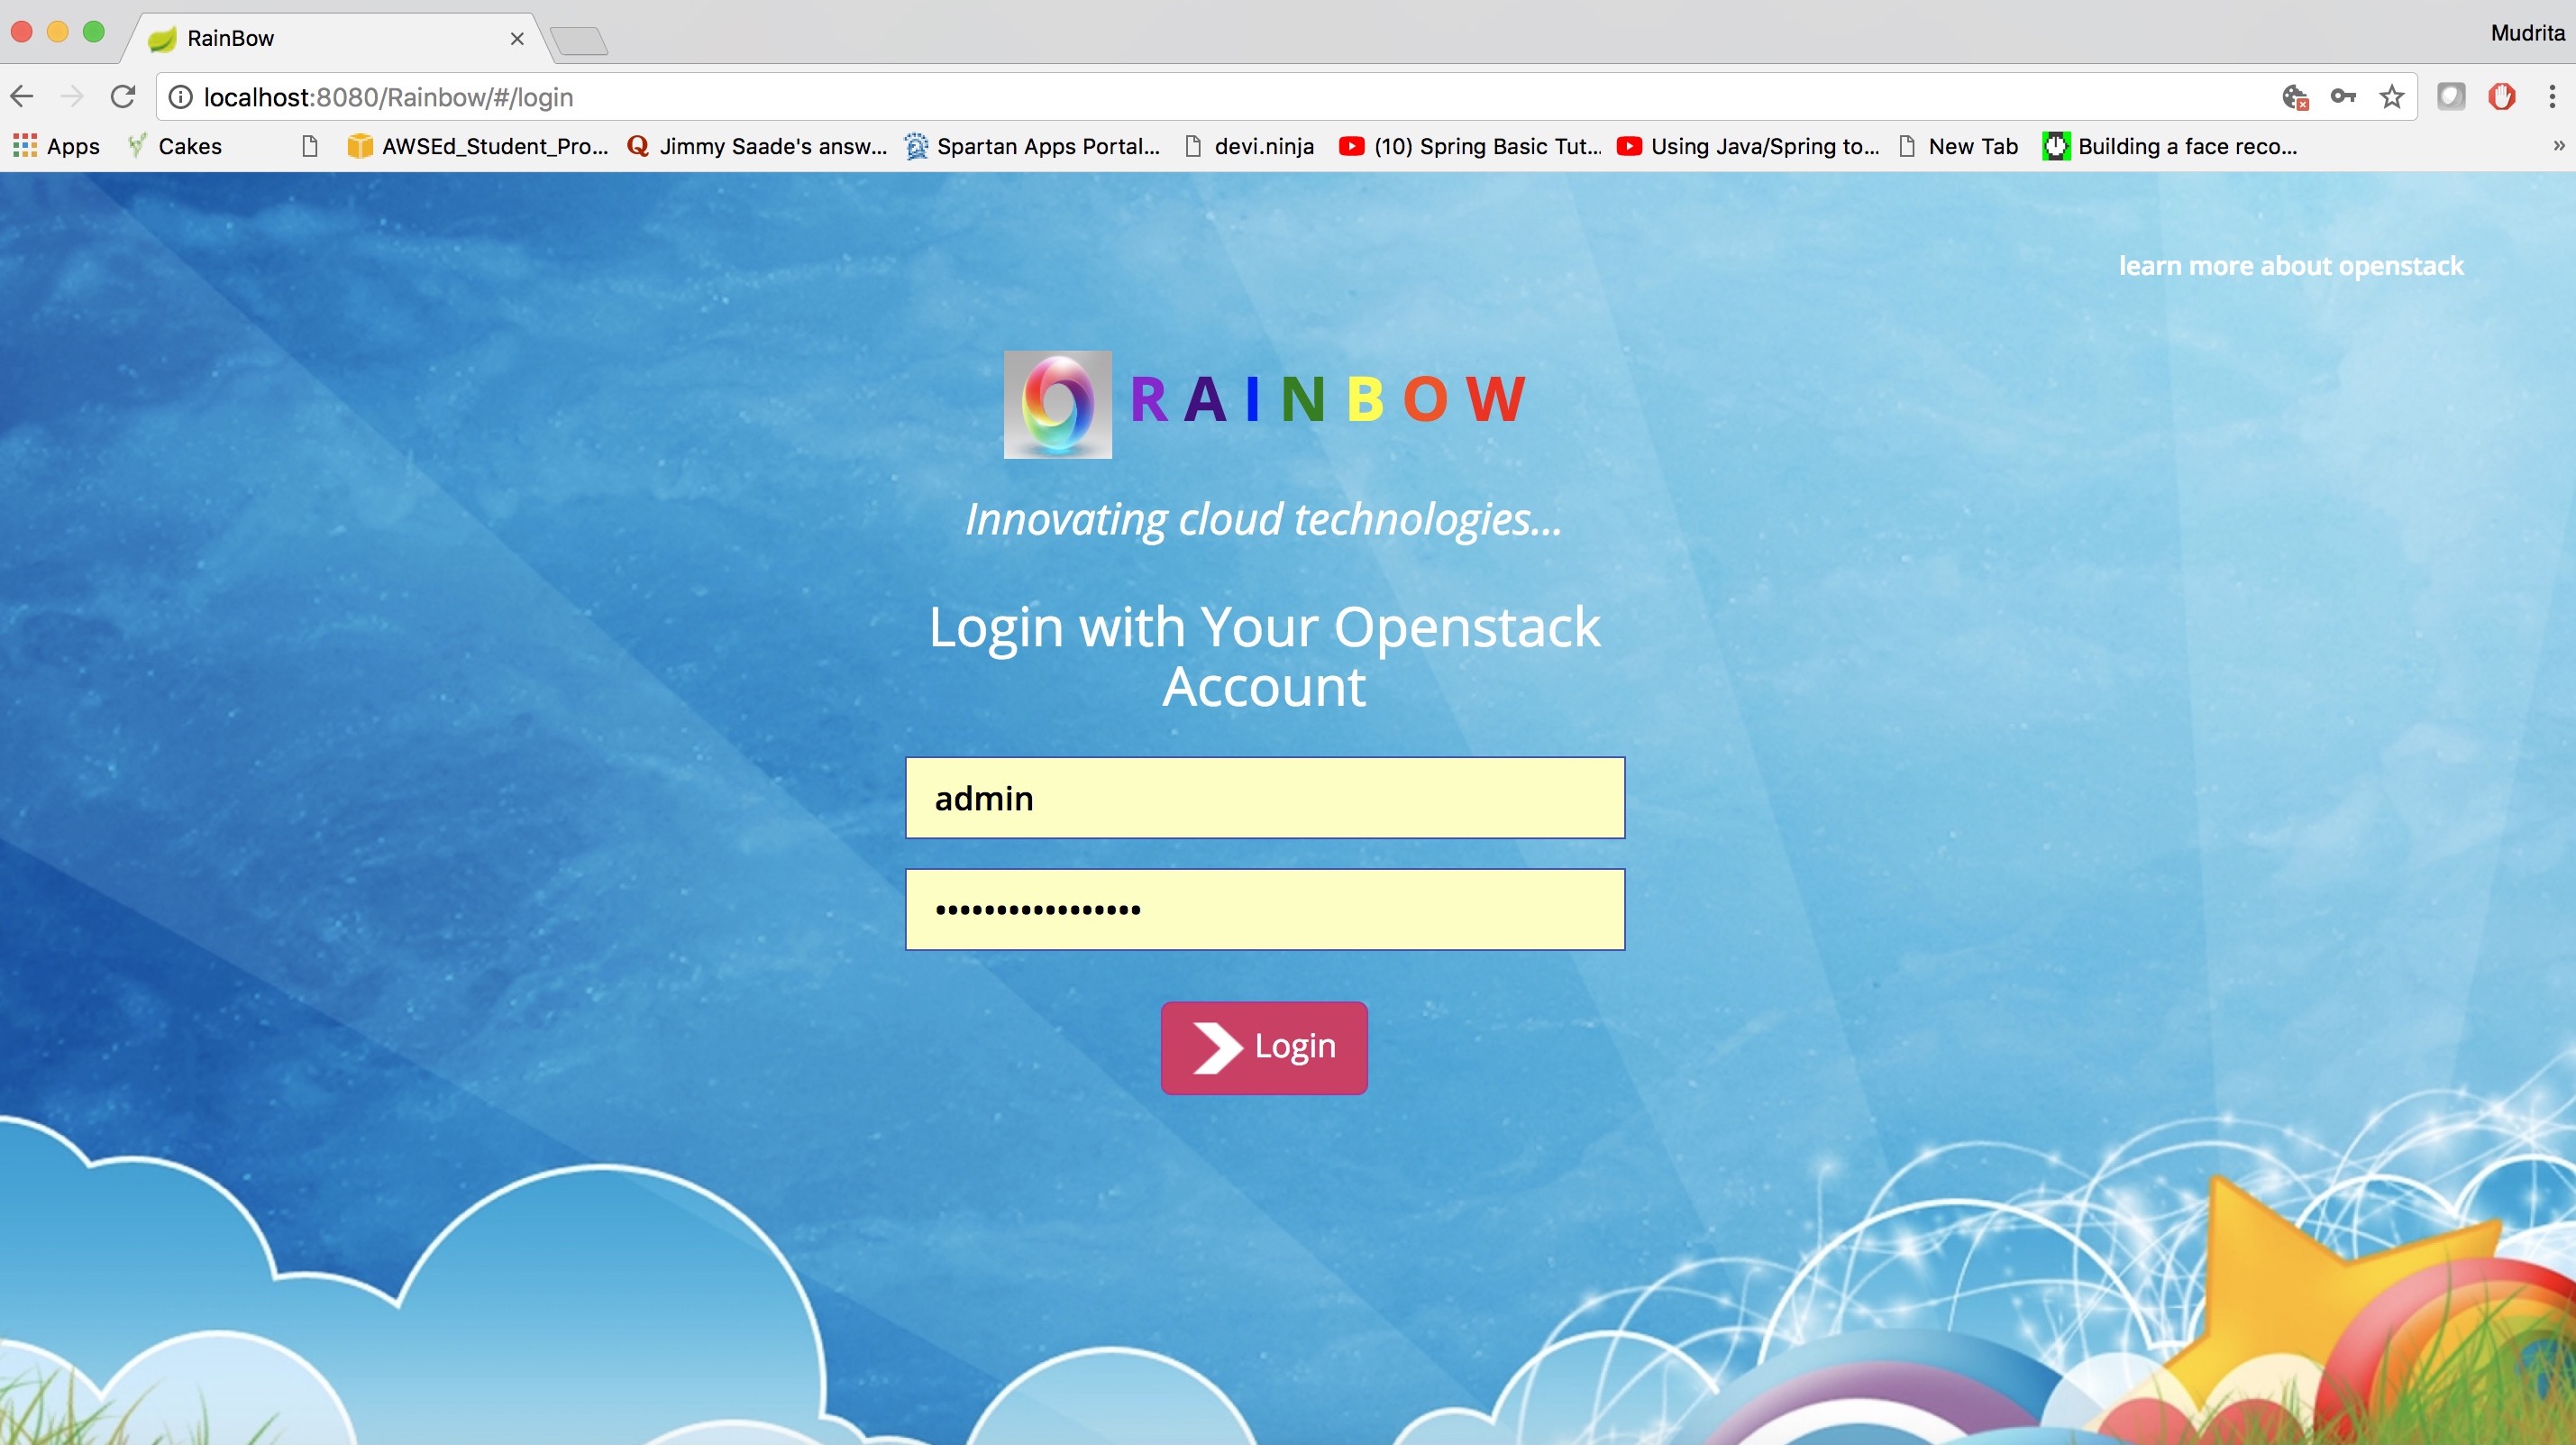 RainBow
Mudrita
localhost:8080/Rainbow/#/login
Apps Cakes AWSEd_Student_Pro... Jimmy Saade's answ... Spartan Apps Portal... devi.ninja (10) Spring Basic Tut... Using Java/Spring to... New Tab Building a face reco... »
learn more about openstack
RAINBOW
Innovating cloud technologies...
Login with Your Openstack
Account
admin
•••••••••••••••••
Login